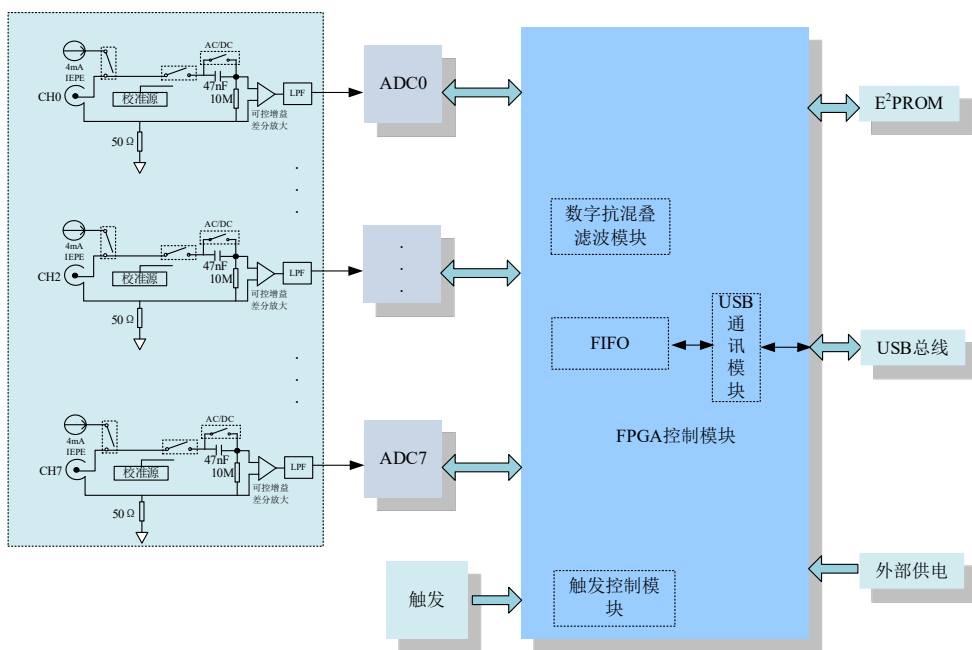 AC/DC
4mA
IEPE
CH0
校准源
47nF
10M
可控增益
差分放大
LPF
50 Ω
ADC0
AC/DC
4mA
IEPE
CH2
校准源
47nF
10M
可控增益
差分放大
LPF
50 Ω
AC/DC
4mA
IEPE
CH7
校准源
47nF
10M
可控增益
差分放大
LPF
50 Ω
ADC7
触发
数字抗混叠
滤波模块
FIFO
USB
通
讯
模
块
FPGA控制模块
触发控制模
块
E²PROM
USB总线
外部供电